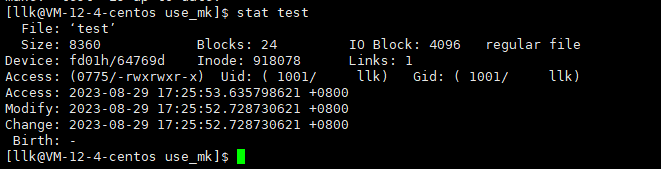 [llk@VM-12-4-centos use_mk]$ stat test
  File: ‘test’
  Size: 8360            Blocks: 24         IO Block: 4096   regular file
Device: fd01h/64769d    Inode: 918078      Links: 1
Access: (0775/-rwxrwxr-x)  Uid: ( 1001/     llk)   Gid: ( 1001/     llk)
Access: 2023-08-29 17:25:53.635798621 +0800
Modify: 2023-08-29 17:25:52.728730621 +0800
Change: 2023-08-29 17:25:52.728730621 +0800
 Birth: -
[llk@VM-12-4-centos use_mk]$